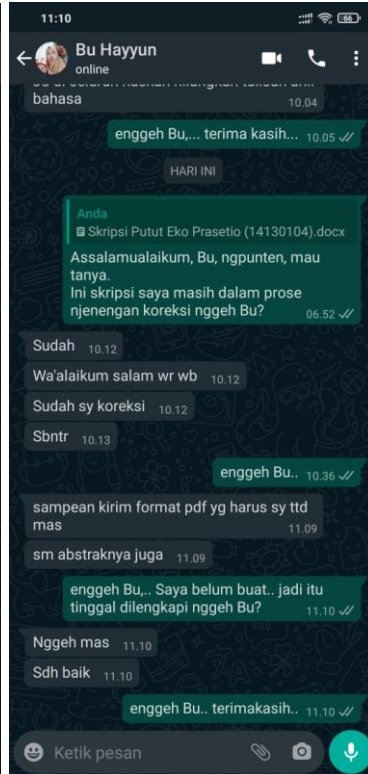 11:10
66
Bu Hayyun
online
bahasa
10.04
enggeh Bu,... terima kasih... 10.05
HARI INI
Anda
Skripsi Putut Eko Prasetio (14130104).docx
Assalamualaikum, Bu, ngpunten, mau
tanya.
Ini skripsi saya masih dalam prose
njenengan koreksi nggeh Bu?
06.52
Sudah 10.12
Wa'alaikum salam wr wb 10.12
Sudah sy koreksi 10.12
Sbntr 10.13
enggeh Bu.. 10.36
sampean kirim format pdf yg harus sy ttd
mas
11.09
sm abstraknya juga 11.09
enggeh Bu,.. Saya belum buat.. jadi itu
tinggal dilengkapi nggeh Bu?
11.10
Nggeh mas 11.10
Sdh baik 11.10
enggeh Bu.. terimakasih.. 11.10
Ketik pesan